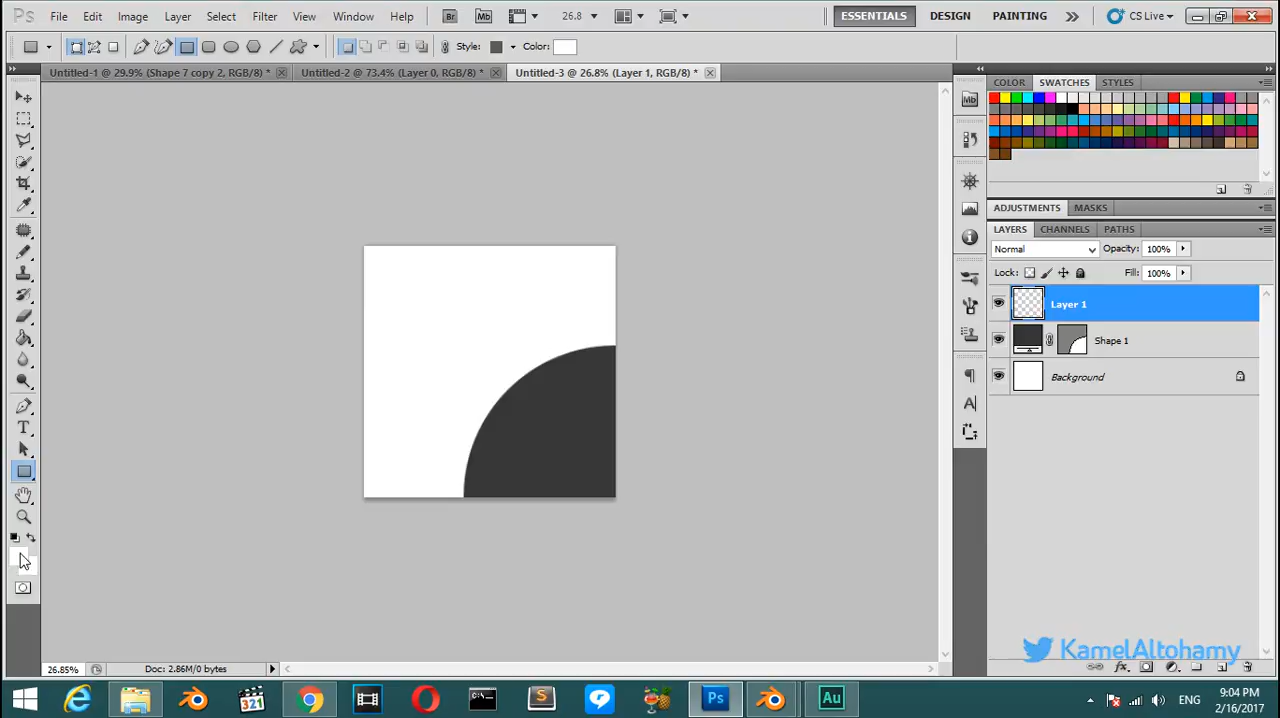 Ps File Edit Image Layer Select Filter View Window Help Br Mb 26.8 ESSENTIALS DESIGN PAINTING CS Live
Style: Color:
Untitled-1 @ 29.9% (Shape 7 copy 2, RGB/8) * Untitled-2 @ 73.4% (Layer 0, RGB/8) * Untitled-3 @ 26.8% (Layer 1, RGB/8) *
COLOR SWATCHES STYLES
Mb
ADJUSTMENTS MASKS
LAYERS CHANNELS PATHS
Normal Opacity: 100%
Lock: Fill: 100%
Layer 1
Shape 1
Background
KamelAltohamy
26.85% Doc: 2.86M/0 bytes
321 Ps Au ENG
9:04 PM
2/16/2017